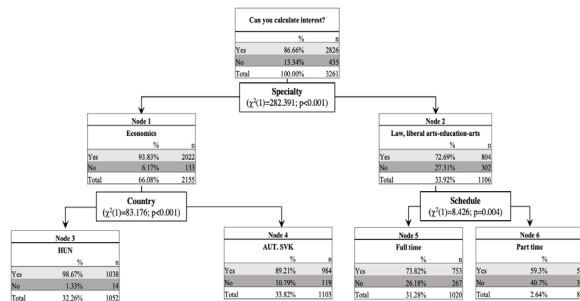 Can you calculate interest?
% n
Yes 86.66% 2826
No 13.34% 435
Total 100.00% 3261
Specialty
(χ²(1)=282.391; p<0.001)
Node 1
Economics
% n
Yes 93.83% 2022
No 6.17% 133
Total 66.08% 2155
Node 2
Law, liberal arts-education-arts
% n
Yes 72.69% 804
No 27.31% 302
Total 33.92% 1106
Country
(χ²(1)=83.176; p<0.001)
Schedule
(χ²(1)=8.426; p=0.004)
Node 3
HUN
% n
Yes 98.67% 1038
No 1.33% 14
Total 32.26% 1052
Node 4
AUT. SVK
% n
Yes 89.21% 984
No 10.79% 119
Total 33.82% 1103
Node 5
Full time
% n
Yes 73.82% 753
No 26.18% 267
Total 31.28% 1020
Node 6
Part time
%
Yes 59.3% 5
No 40.7% 3
Total 2.64% 8